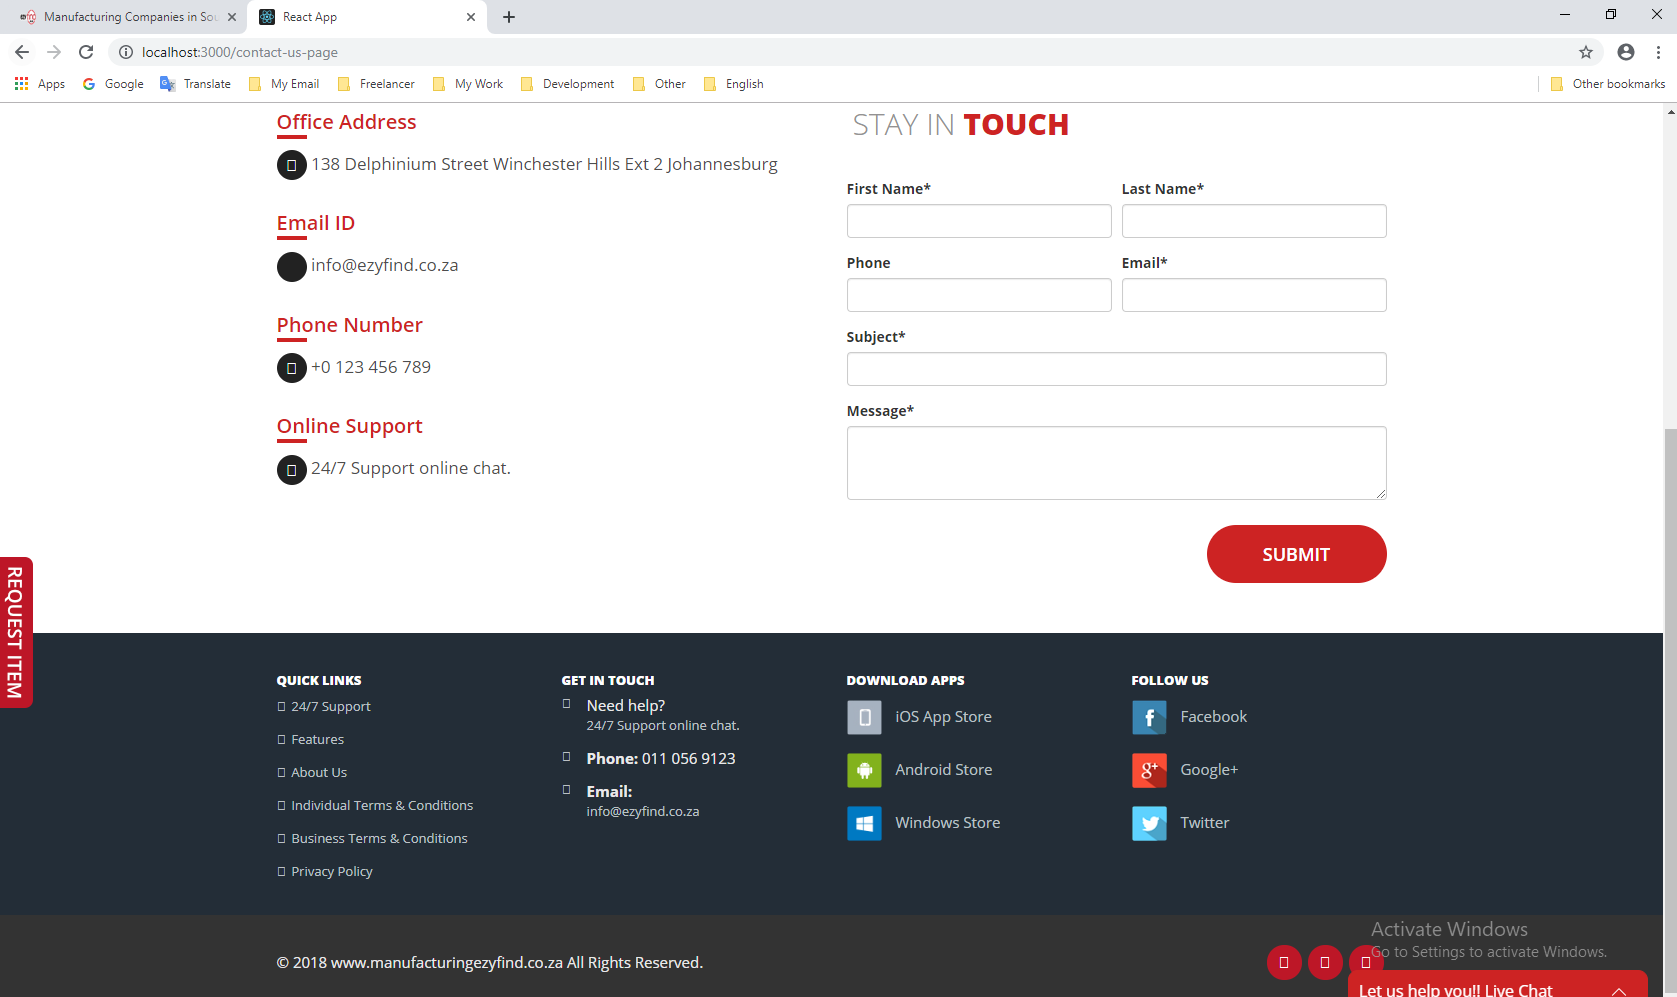 Manufacturing Companies in Sou
React App
localhost:3000/contact-us-page
Apps
Google
Translate
My Email
Freelancer
My Work
Development
Other
English
Other bookmarks
Office Address
138 Delphinium Street Winchester Hills Ext 2 Johannesburg
Email ID
info@ezyfind.co.za
Phone Number
+0 123 456 789
Online Support
24/7 Support online chat.
STAY IN TOUCH
First Name*
Last Name*
Phone
Email*
Subject*
Message*
SUBMIT
REQUEST ITEM
QUICK LINKS
24/7 Support
Features
About Us
Individual Terms & Conditions
Business Terms & Conditions
Privacy Policy
GET IN TOUCH
Need help?
24/7 Support online chat.
Phone: 011 056 9123
Email:
info@ezyfind.co.za
DOWNLOAD APPS
iOS App Store
Android Store
Windows Store
FOLLOW US
Facebook
Google+
Twitter
© 2018 www.manufacturingezyfind.co.za All Rights Reserved.
Activate Windows
Go to Settings to activate Windows.
Let us help you!! Live Chat